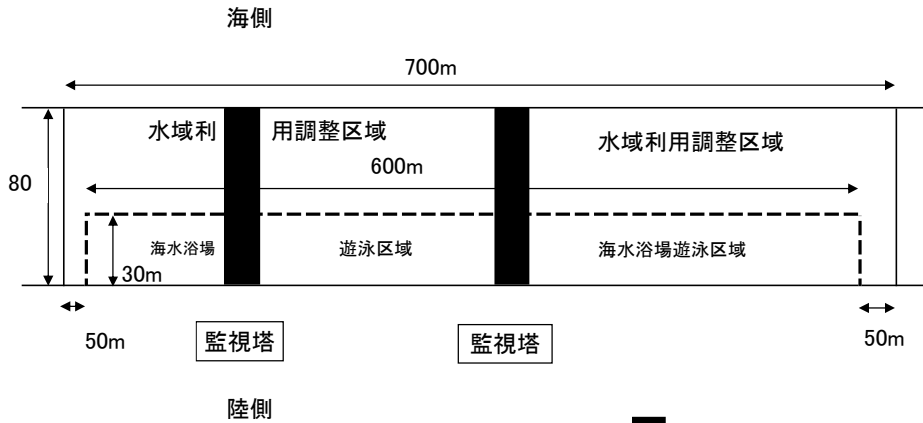 海側
700m
水域利 用調整区域 水域利用調整区域
600m
80
海水浴場 遊泳区域 海水浴場遊泳区域
30m
50m 監視塔 監視塔 50m
陸側